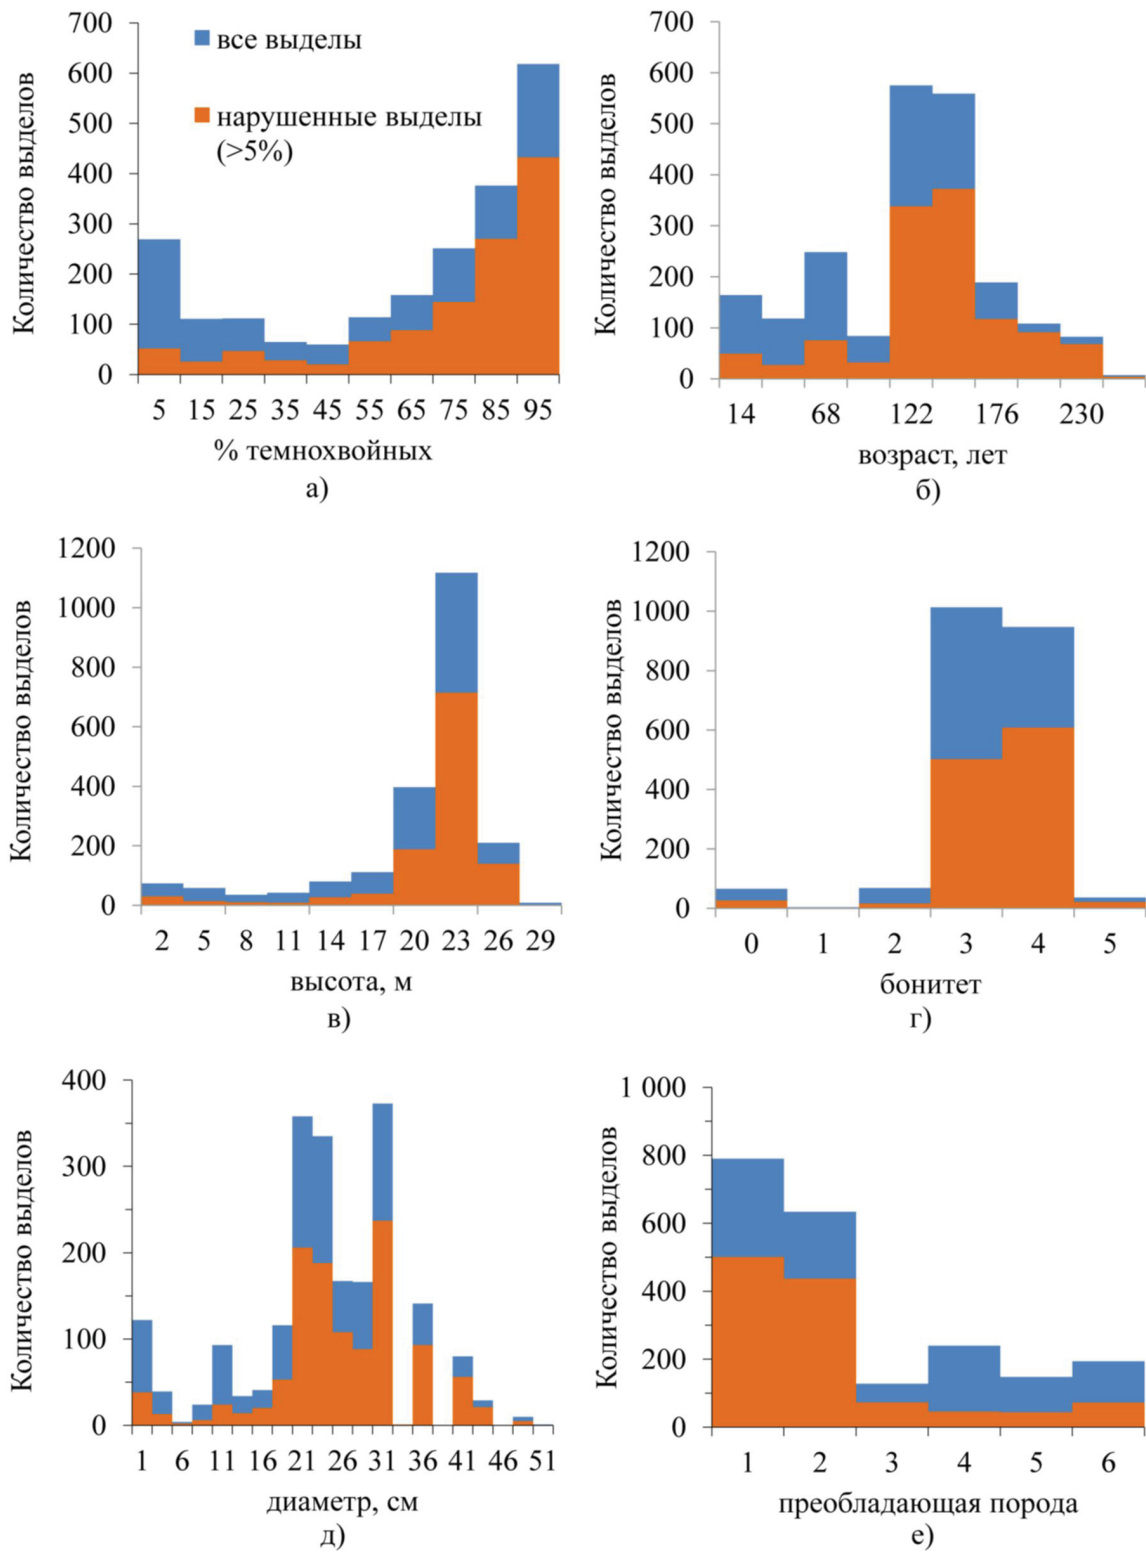 700
600
500
400
300
200
100
0
Количество выделов
все выделы
нарушенные выделы
(>5%)
5 15 25 35 45 55 65 75 85 95
% темнохвойных
а)
700
600
500
400
300
200
100
0
Количество выделов
14 68 122 176 230
возраст, лет
б)
1200
1000
800
600
400
200
0
Количество выделов
2 5 8 11 14 17 20 23 26 29
высота, м
в)
1200
1000
800
600
400
200
0
Количество выделов
0 1 2 3 4 5
бонитет
г)
400
300
200
100
0
Количество выделов
1 6 11 16 21 26 31 36 41 46 51
диаметр, см
д)
1 000
800
600
400
200
0
Количество выделов
1 2 3 4 5 6
преобладающая порода
е)